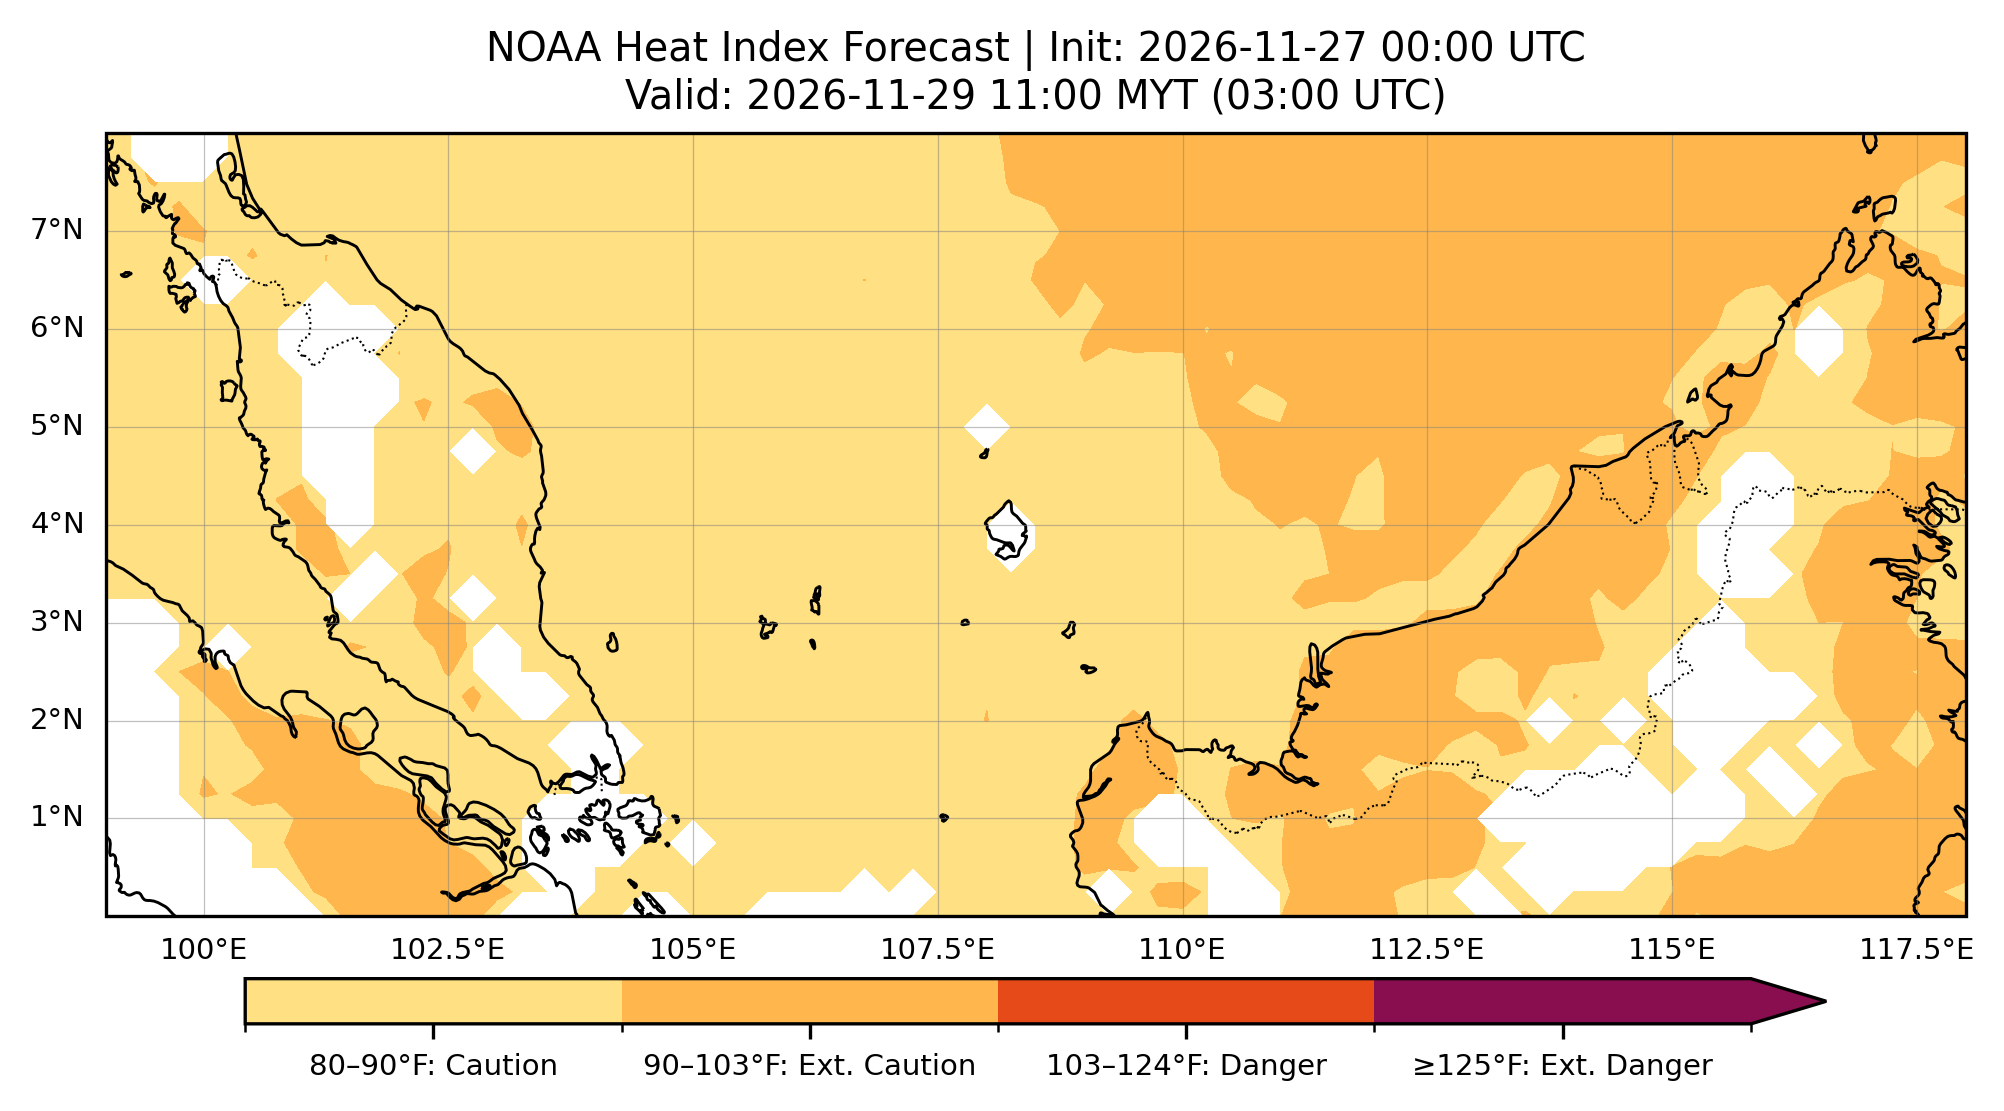 NOAA Heat Index Forecast | Init: 2026-11-27 00:00 UTC
Valid: 2026-11-29 11:00 MYT (03:00 UTC)
7°N
6°N
5°N
4°N
3°N
2°N
1°N
100°E 102.5°E 105°E 107.5°E 110°E 112.5°E 115°E 117.5°E
80–90°F: Caution 90–103°F: Ext. Caution 103–124°F: Danger ≥125°F: Ext. Danger